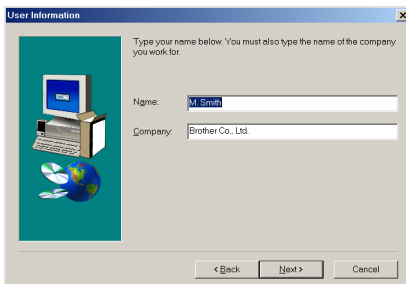 User Information
Type your name below. You must also type the name of the company
you work for.
Name: M. Smith
Company: Brother Co., Ltd.
< Back Next > Cancel